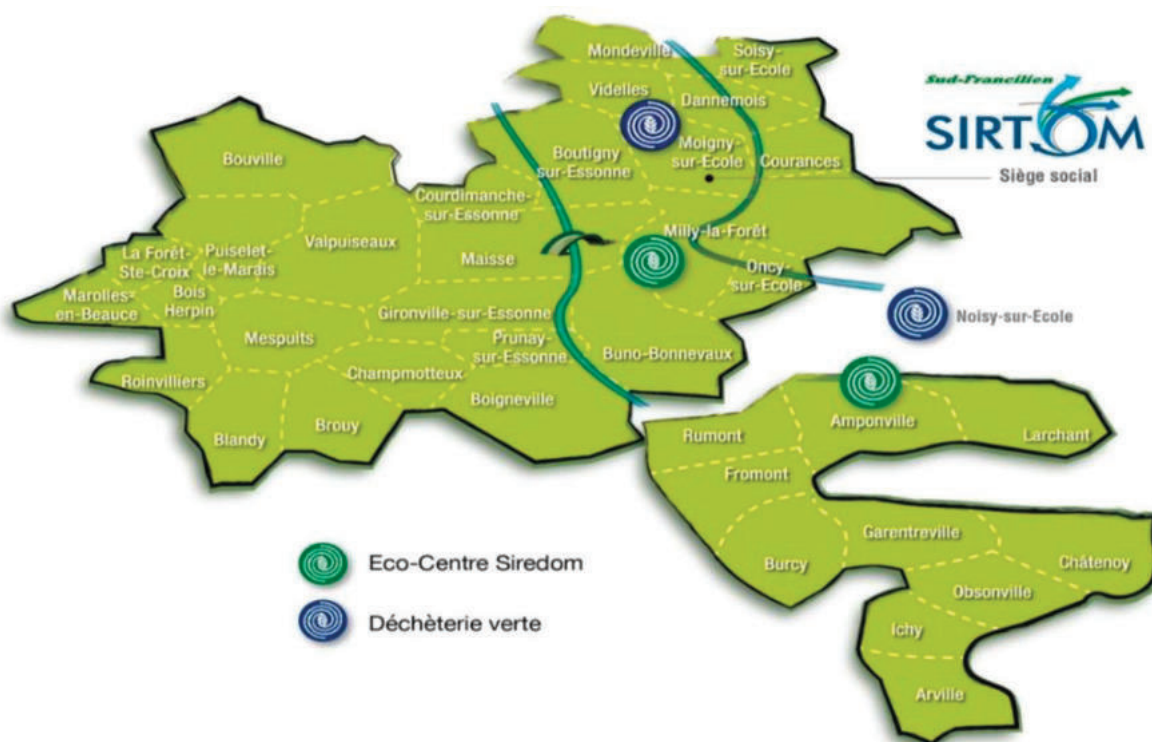 Mondeville
Soisy-
sur-Ecole
Sud-Francilien
SIRTOM
Siège social
Videlles
Dannemois
Bouville
Boutigny
sur-Essonne
Moigny-
sur-Ecole
Courances
Courdimanche-
sur-Essonne
Valpuiseaux
Milly-la-Forêt
La Forêt-
Ste-Croix
Puiselet-
le-Marais
Maisse
Oncy-
sur-Ecole
Marolles-
en-Beauce
Bois
Herpin
Gironville-sur-Essonne
Noisy-sur-Ecole
Mespuits
Prunay-
sur-Essonne
Buno-Bonnevaux
Roinvilliers
Champmotteux
Boigneville
Blandy
Brouy
Rumont
Amponville
Larchant
Fromont
Garentreville
Burcy
Châtenoy
Obsonville
Ichy
Arville
Eco-Centre Siredom
Déchèterie verte